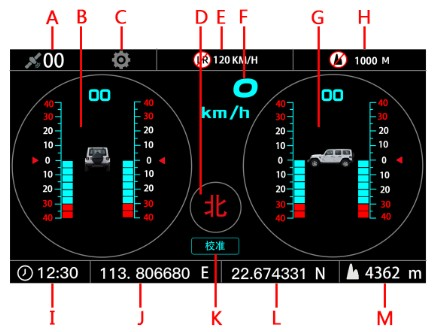 A B C D E F G H
00 120 KM/H 1000 M
0
km/h
00 00
40 40 40 40
30 30 30 30
20 20 20 20
10 10 10 10
0 0 0 0
10 10 10 10
20 20 20 20
30 30 30 30
40 40 40 40
北
校准
12:30 113. 806680 E 22.674331 N 4362 m
I J K L M